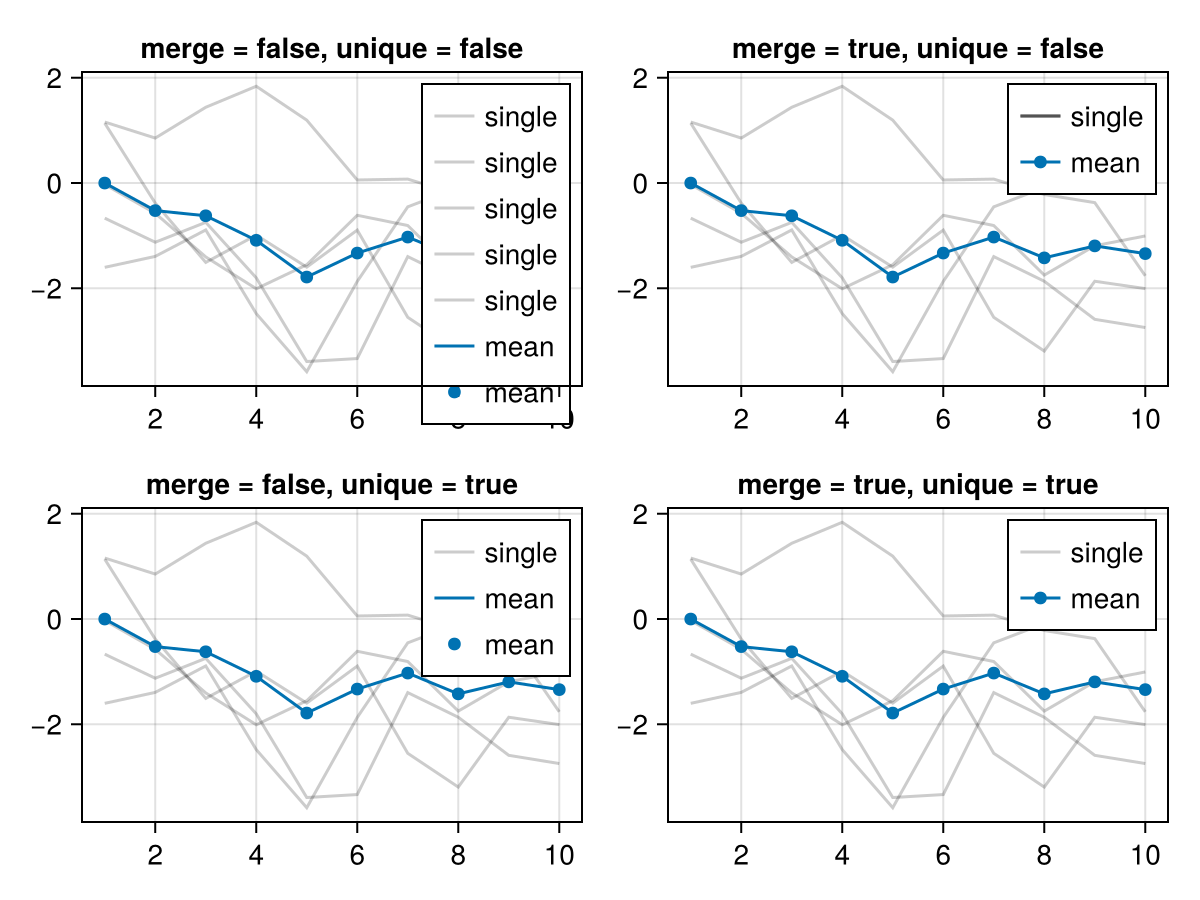 merge = false, unique = false
2
0
−2
single
single
single
single
single
mean
mean
2 4 6 8 10
merge = true, unique = false
2
0
−2
single
mean
2 4 6 8 10
merge = false, unique = true
2
0
−2
single
mean
mean
2 4 6 8 10
merge = true, unique = true
2
0
−2
single
mean
2 4 6 8 10